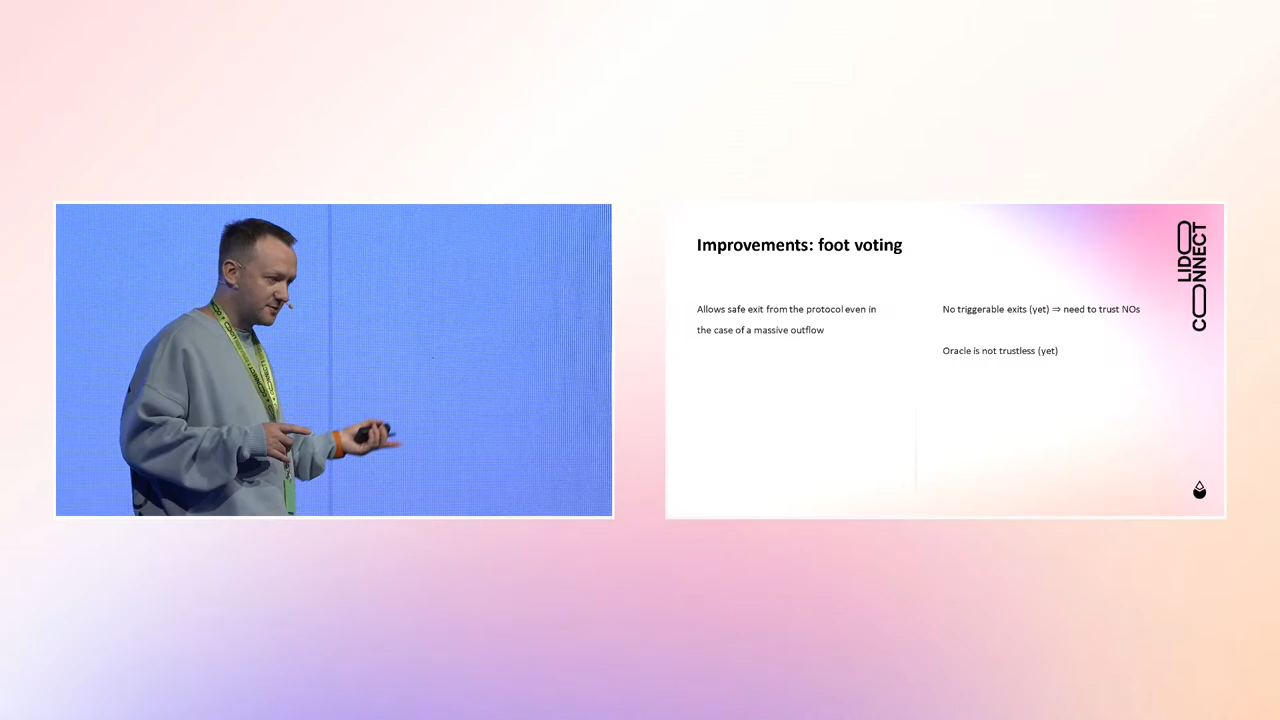 Improvements: foot voting
Allows safe exit from the protocol even in
the case of a massive outflow
No triggerable exits (yet) ⇒ need to trust NOs
Oracle is not trustless (yet)
LIDO
CONNECT